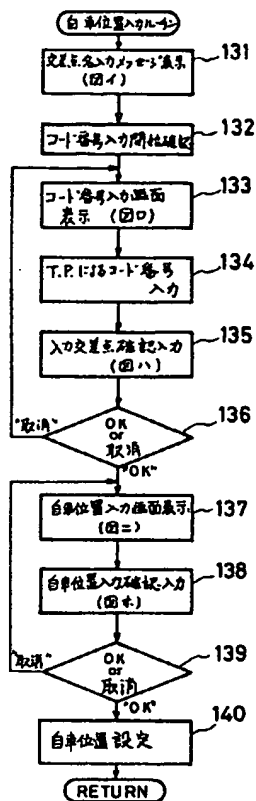 自車位置入力ルーチン
131
交差点名入力メッセージ表示
(図イ)
132
コード番号入力開始確認
133
コード番号入力画面
表示 (図ロ)
134
T.P.によるコード番号
入力
135
入力交差点確認入力
(図ハ)
136
OK
or
取消
"取消"
"OK"
137
自車位置入力画面表示
(図ニ)
138
自車位置入力確認入力
(図ホ)
139
OK
or
取消
"取消"
"OK"
140
自車位置設定
RETURN